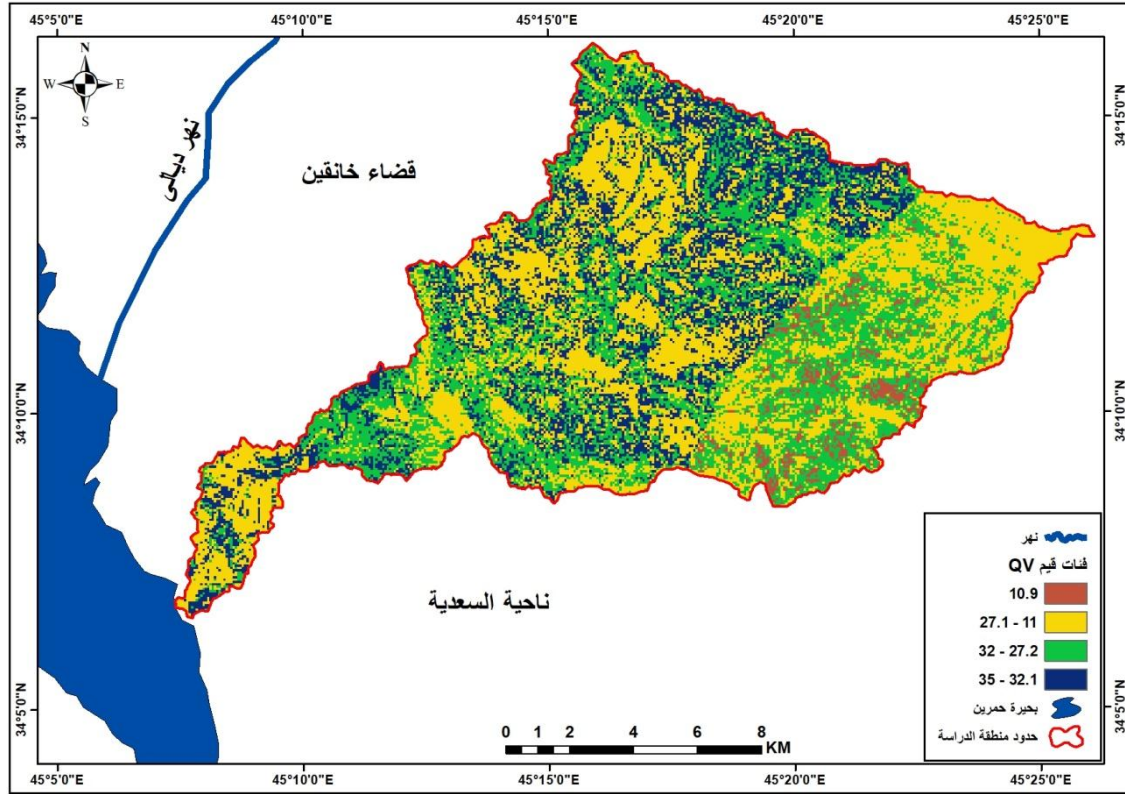 45°5'0"E
45°10'0"E
45°15'0"E
45°20'0"E
45°25'0"E
N
W E
S
34°15'0"N
34°15'0"N
نهر ديالى
قضاء خانقين
34°10'0"N
34°10'0"N
ناحية السعدية
34°5'0"N
34°5'0"N
نهر
فئات قيم QV
10.9
27.1 - 11
32 - 27.2
35 - 32.1
بحيرة حمرين
حدود منطقة الدراسة
0 1 2 4 6 8
KM
45°5'0"E
45°10'0"E
45°15'0"E
45°20'0"E
45°25'0"E